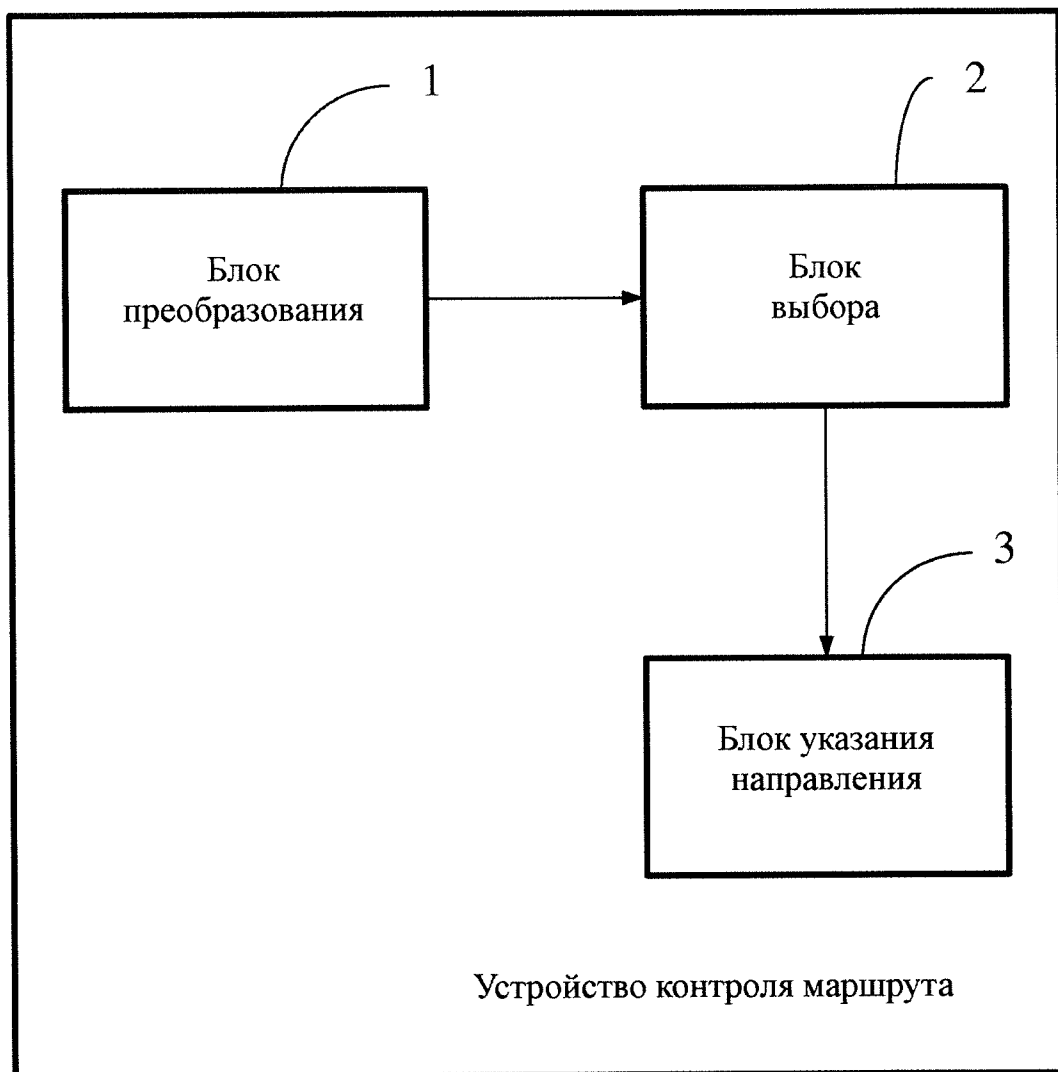 1
2
Блок
преобразования
Блок
выбора
3
Блок указания
направления
Устройство контроля маршрута